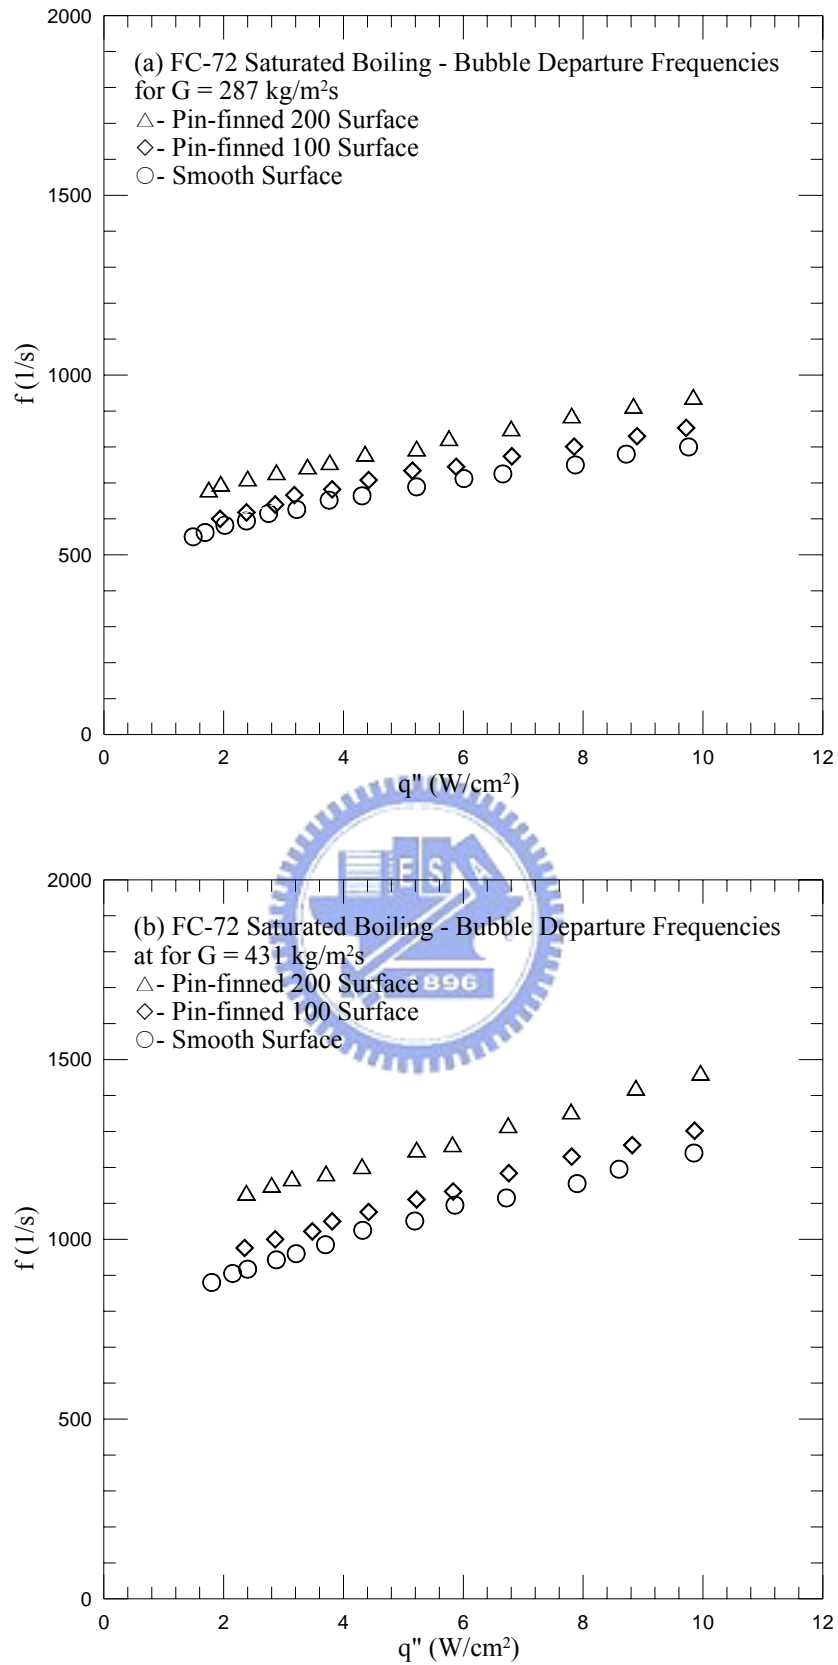 2000
(a) FC-72 Saturated Boiling - Bubble Departure Frequencies
for G = 287 kg/m²s
△- Pin-finned 200 Surface
◇- Pin-finned 100 Surface
○- Smooth Surface
1500
1000
f (1/s)
500
0
0 2 4 6 8 10 12
q" (W/cm²)
ES
1896
2000
(b) FC-72 Saturated Boiling - Bubble Departure Frequencies
at for G = 431 kg/m²s
△- Pin-finned 200 Surface
◇- Pin-finned 100 Surface
○- Smooth Surface
1500
1000
f (1/s)
500
0
0 2 4 6 8 10 12
q" (W/cm²)